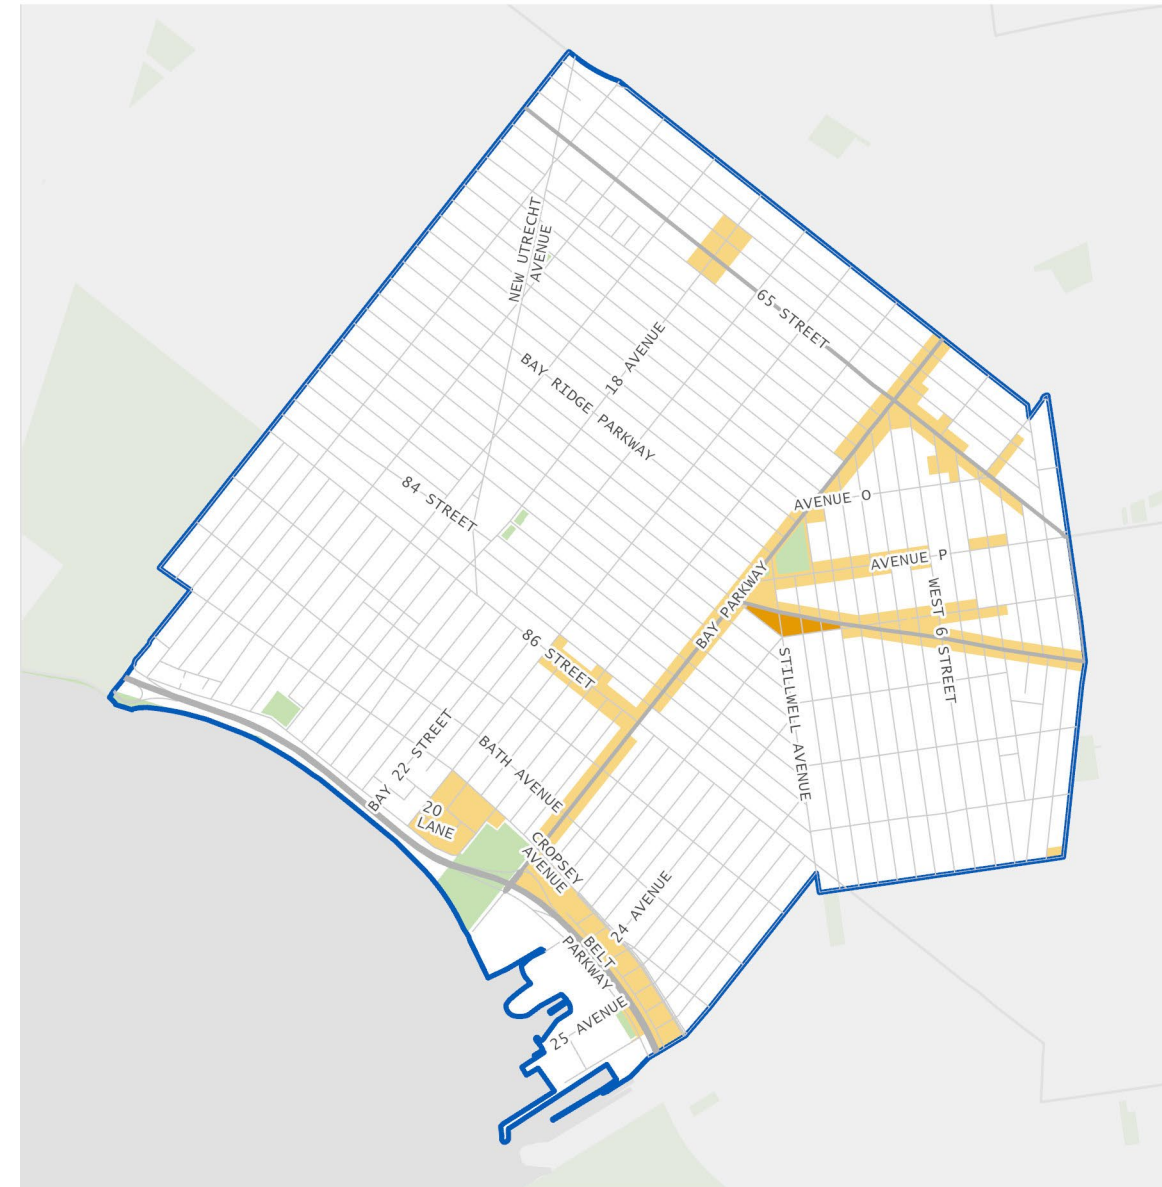 NEW UTRECHT
AVENUE
65 STREET
18 AVENUE
BAY RIDGE PARKWAY
84 STREET
AVENUE O
AVENUE P
BAY PARKWAY
WEST 6 STREET
86 STREET
STILLWELL AVENUE
BAY 22 STREET
BATH AVENUE
20
LANE
CROPSEY
AVENUE
24 AVENUE
BELT
PARKWAY
25 AVENUE